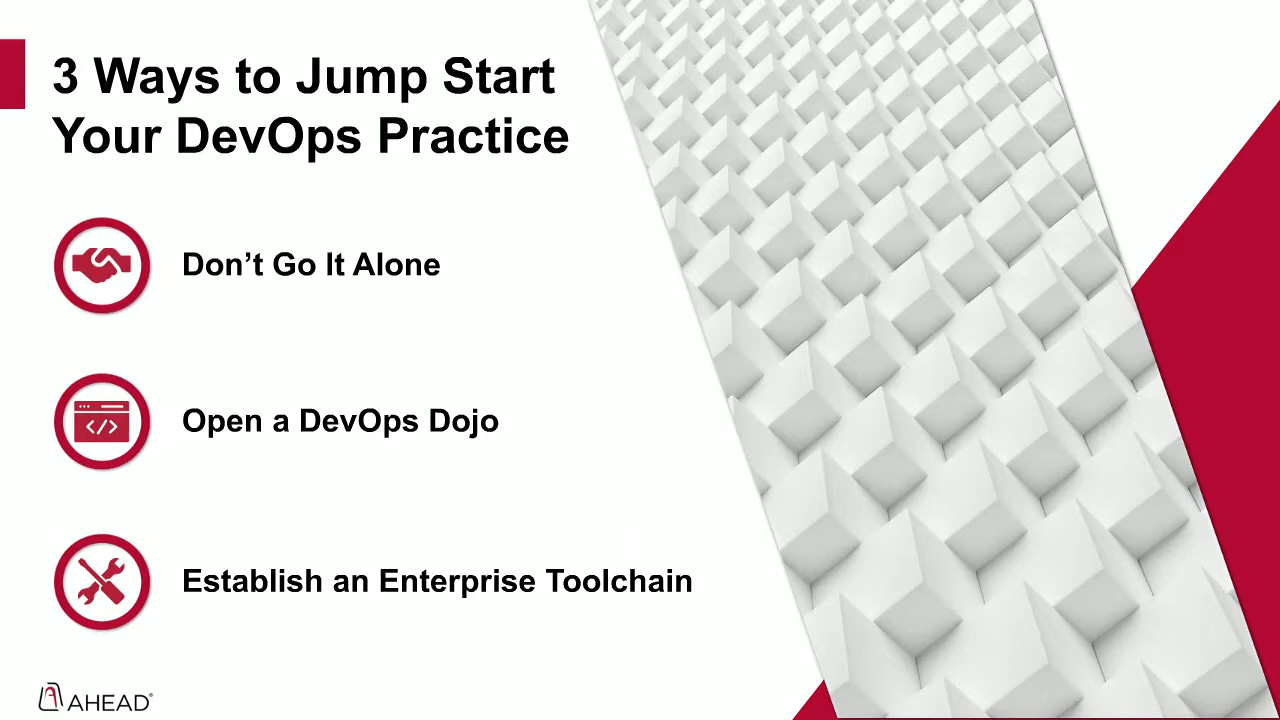 3 Ways to Jump Start
Your DevOps Practice
Don’t Go It Alone
</>
Open a DevOps Dojo
Establish an Enterprise Toolchain
AHEAD®